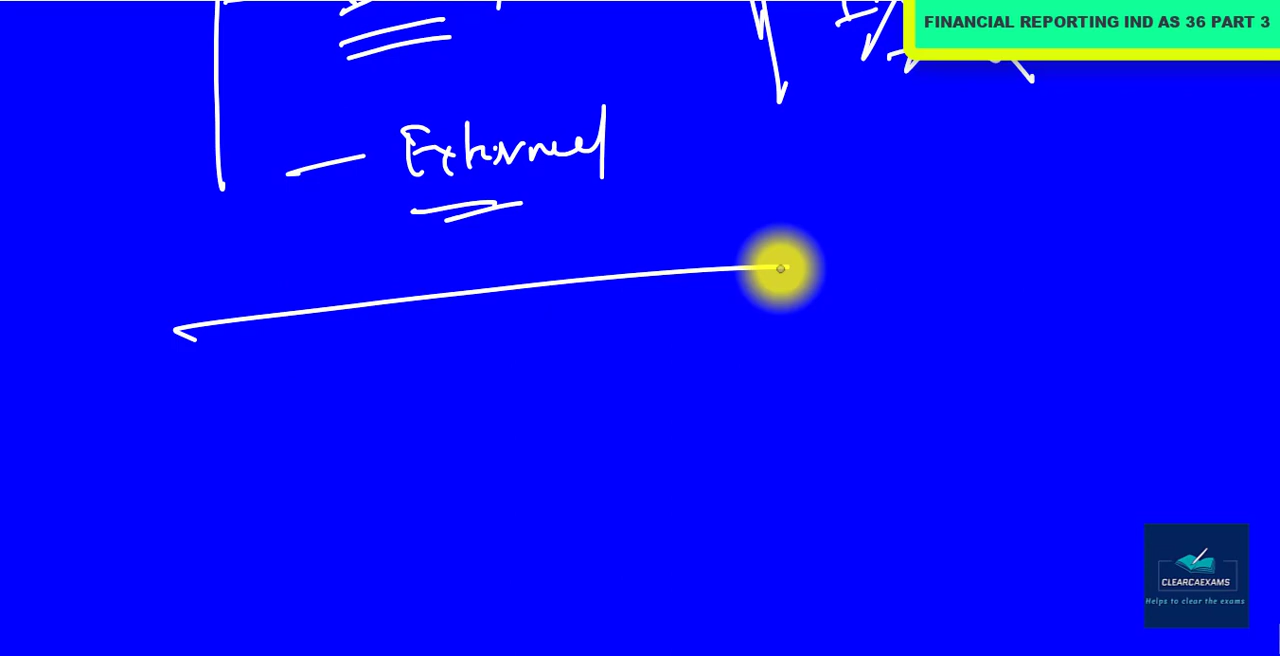 FINANCIAL REPORTING IND AS 36 PART 3
External
CLEARCAEXAMS
Helps to clear the exams